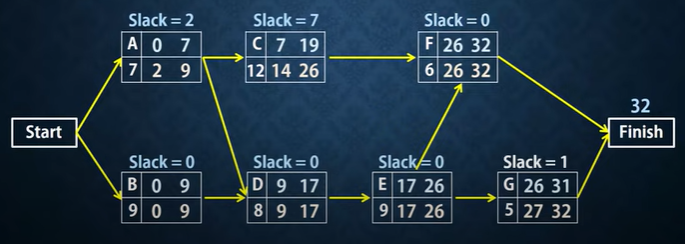 Slack = 2 Slack = 7 Slack = 0
A 0 7 C 7 19 F 26 32
7 2 9 12 14 26 6 26 32
32
Start Finish
Slack = 0 Slack = 0 Slack = 0 Slack = 1
B 0 9 D 9 17 E 17 26 G 26 31
9 0 9 8 9 17 9 17 26 5 27 32